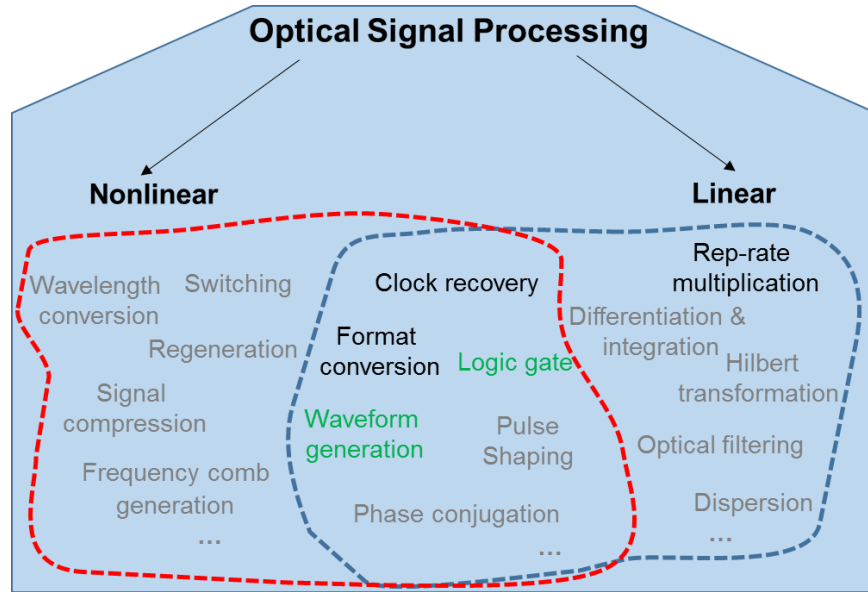 Optical Signal Processing
Nonlinear
Linear
Wavelength
conversion
Switching
Regeneration
Signal
compression
Frequency comb
generation
...
Clock recovery
Format
conversion
Logic gate
Waveform
generation
Pulse
Shaping
Phase conjugation
...
Rep-rate
multiplication
Differentiation &
integration
Hilbert
transformation
Optical filtering
Dispersion
...